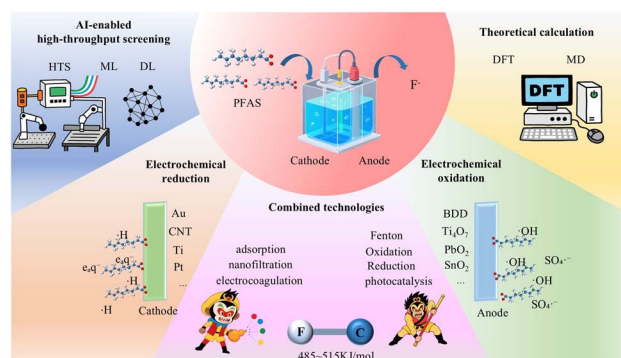 AI-enabled
high-throughput screening
HTS ML DL
PFAS
F-
Cathode Anode
Theoretical calculation
DFT MD
DFT
Electrochemical
reduction
Au
CNT
Ti
Pt
...
·H
eaq⁻ eaq⁻
·H
·H
Cathode
Combined technologies
adsorption
nanofiltration
electrocoagulation
Fenton
Oxidation
Reduction
photocatalysis
F C
485~515KJ/mol
Electrochemical
oxidation
BDD
Ti₄O₇
PbO₂
SnO₂
...
·OH
·OH SO₄·⁻
·OH
SO₄·⁻
Anode